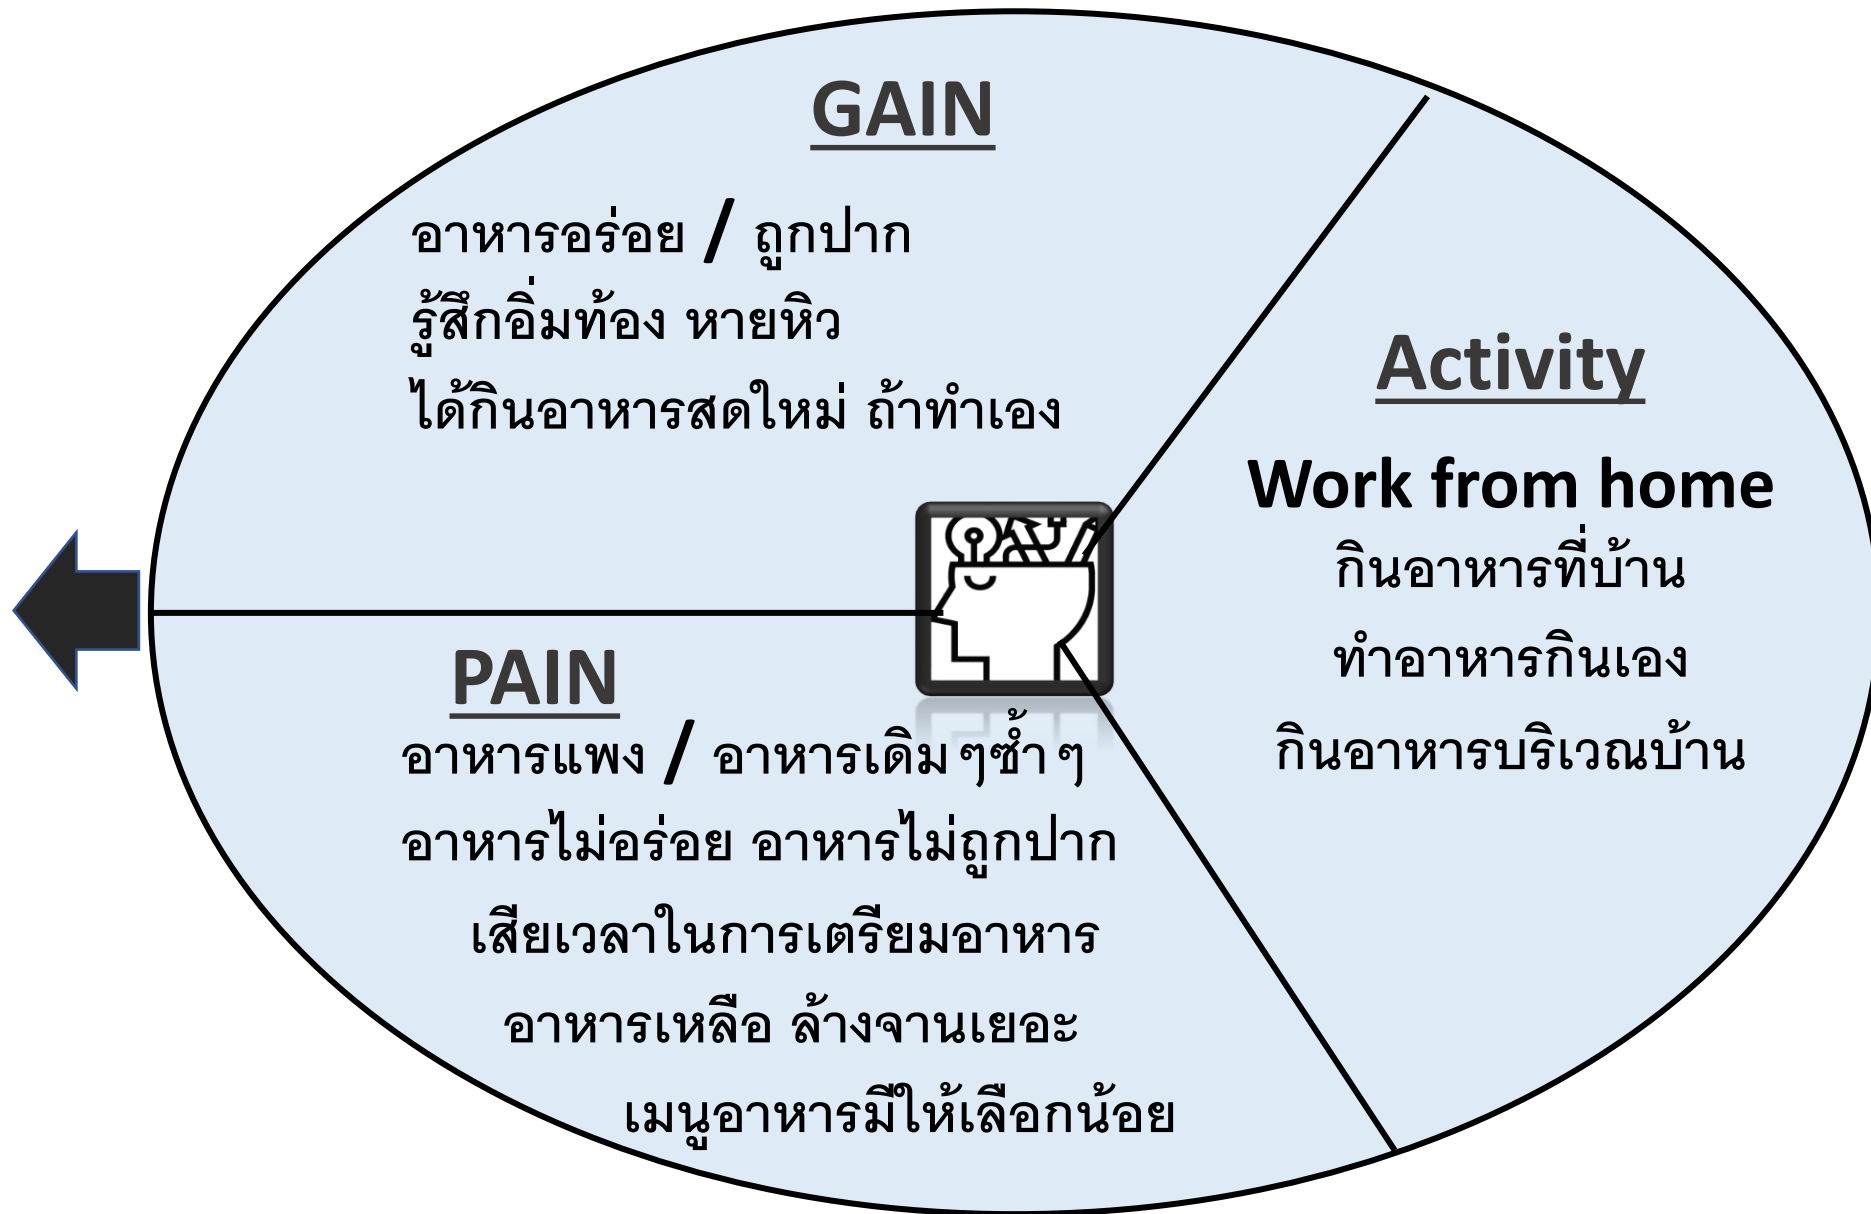 GAIN
อาหารอร่อย / ถูกปาก
รู้สึกอิ่มท้อง หายหิว
ได้กินอาหารสดใหม่ ถ้าทำเอง
Activity
Work from home
กินอาหารที่บ้าน
ทำอาหารกินเอง
กินอาหารบริเวณบ้าน
PAIN
อาหารแพง / อาหารเดิมๆซ้ำๆ
อาหารไม่อร่อย อาหารไม่ถูกปาก
เสียเวลาในการเตรียมอาหาร
อาหารเหลือ ล้างจานเยอะ
เมนูอาหารมีให้เลือกน้อย